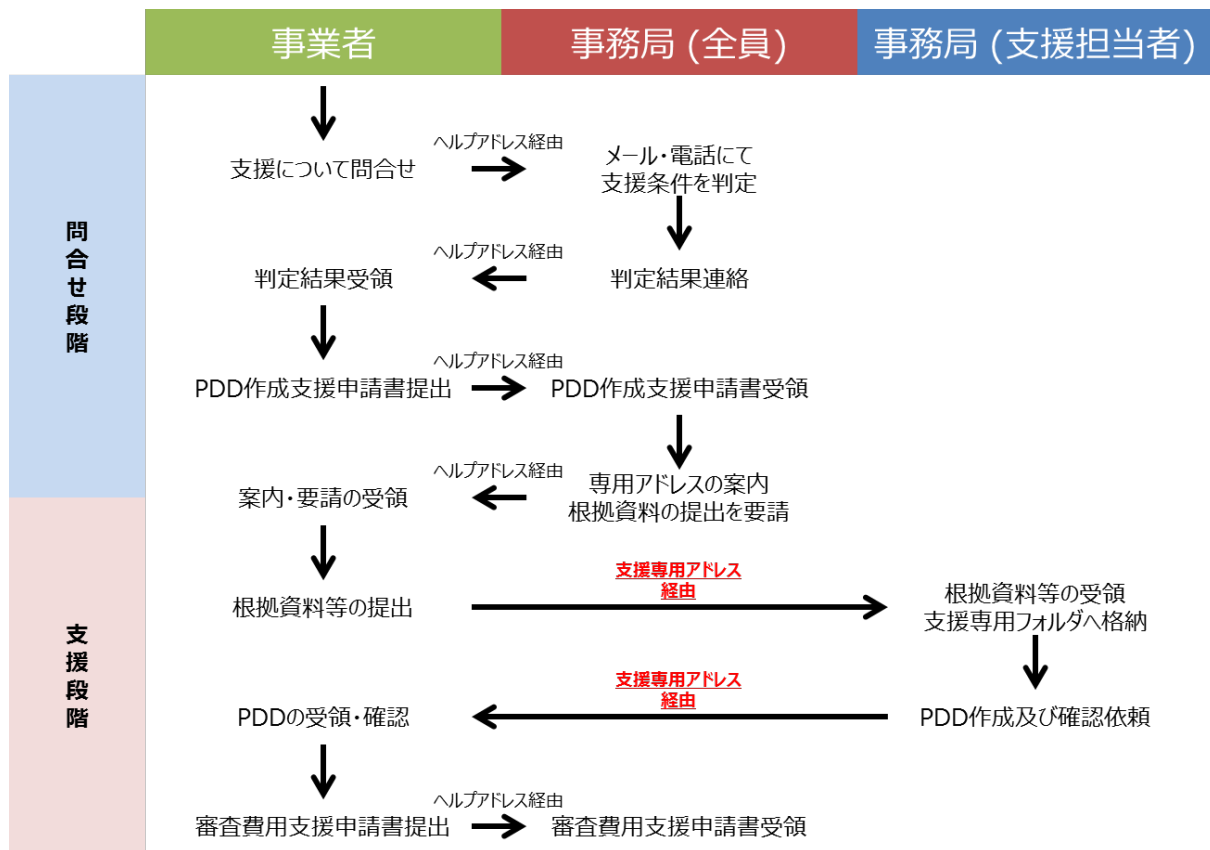 事業者
事務局 (全員)
事務局 (支援担当者)
問合せ段階
ヘルプアドレス経由
支援について問合せ
メール・電話にて
支援条件を判定
ヘルプアドレス経由
判定結果受領
判定結果連絡
ヘルプアドレス経由
PDD作成支援申請書提出
PDD作成支援申請書受領
ヘルプアドレス経由
案内・要請の受領
専用アドレスの案内
根拠資料の提出を要請
支援段階
支援専用アドレス
経由
根拠資料等の提出
根拠資料等の受領
支援専用フォルダへ格納
支援専用アドレス
経由
PDDの受領・確認
PDD作成及び確認依頼
ヘルプアドレス経由
審査費用支援申請書提出
審査費用支援申請書受領